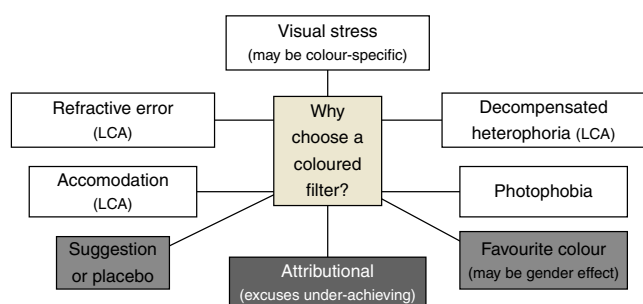 Visual stress
(may be colour-specific)
Refractive error
(LCA)
Why
choose a
coloured
filter?
Decompensated
heterophoria (LCA)
Accomodation
(LCA)
Photophobia
Suggestion
or placebo
Attributional
(excuses under-achieving)
Favourite colour
(may be gender effect)